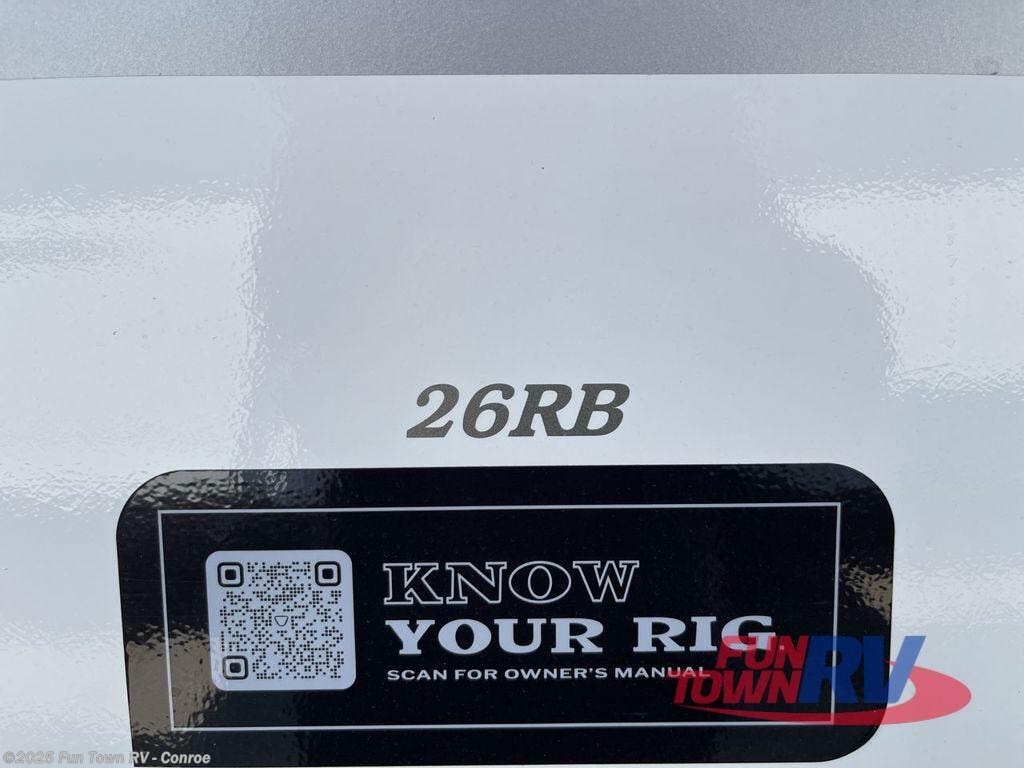 26RB
KNOW
YOUR RIG.
SCAN FOR OWNER'S MANUAL
FUN
TOWN RV
©2025 Fun Town RV - Conroe